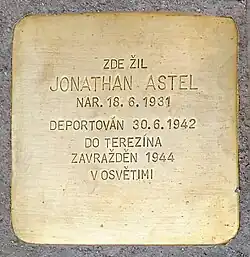 ZDE ŽIL
JONATHAN ASTEL
NAR. 18. 6. 1931
DEPORTOVÁN 30. 6. 1942
DO TEREZÍNA
ZAVRAŽDĚN 1944
V OSVĚTIMI